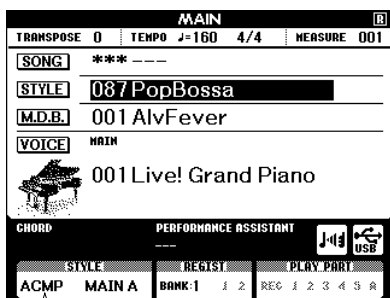 MAIN R
TRANSPOSE 0 TEMPO ♩=160 4/4 MEASURE 001
SONG *** ---
STYLE 087 PopBossa
M.D.B. 001 AlvFever
VOICE MAIN
001 Live! Grand Piano
CHORD PERFORMANCE ASSISTANT
---
USB
STYLE REGIST PLAY PART
ACMP MAIN A BANK:1 1 2 REC 1 2 3 4 5 A